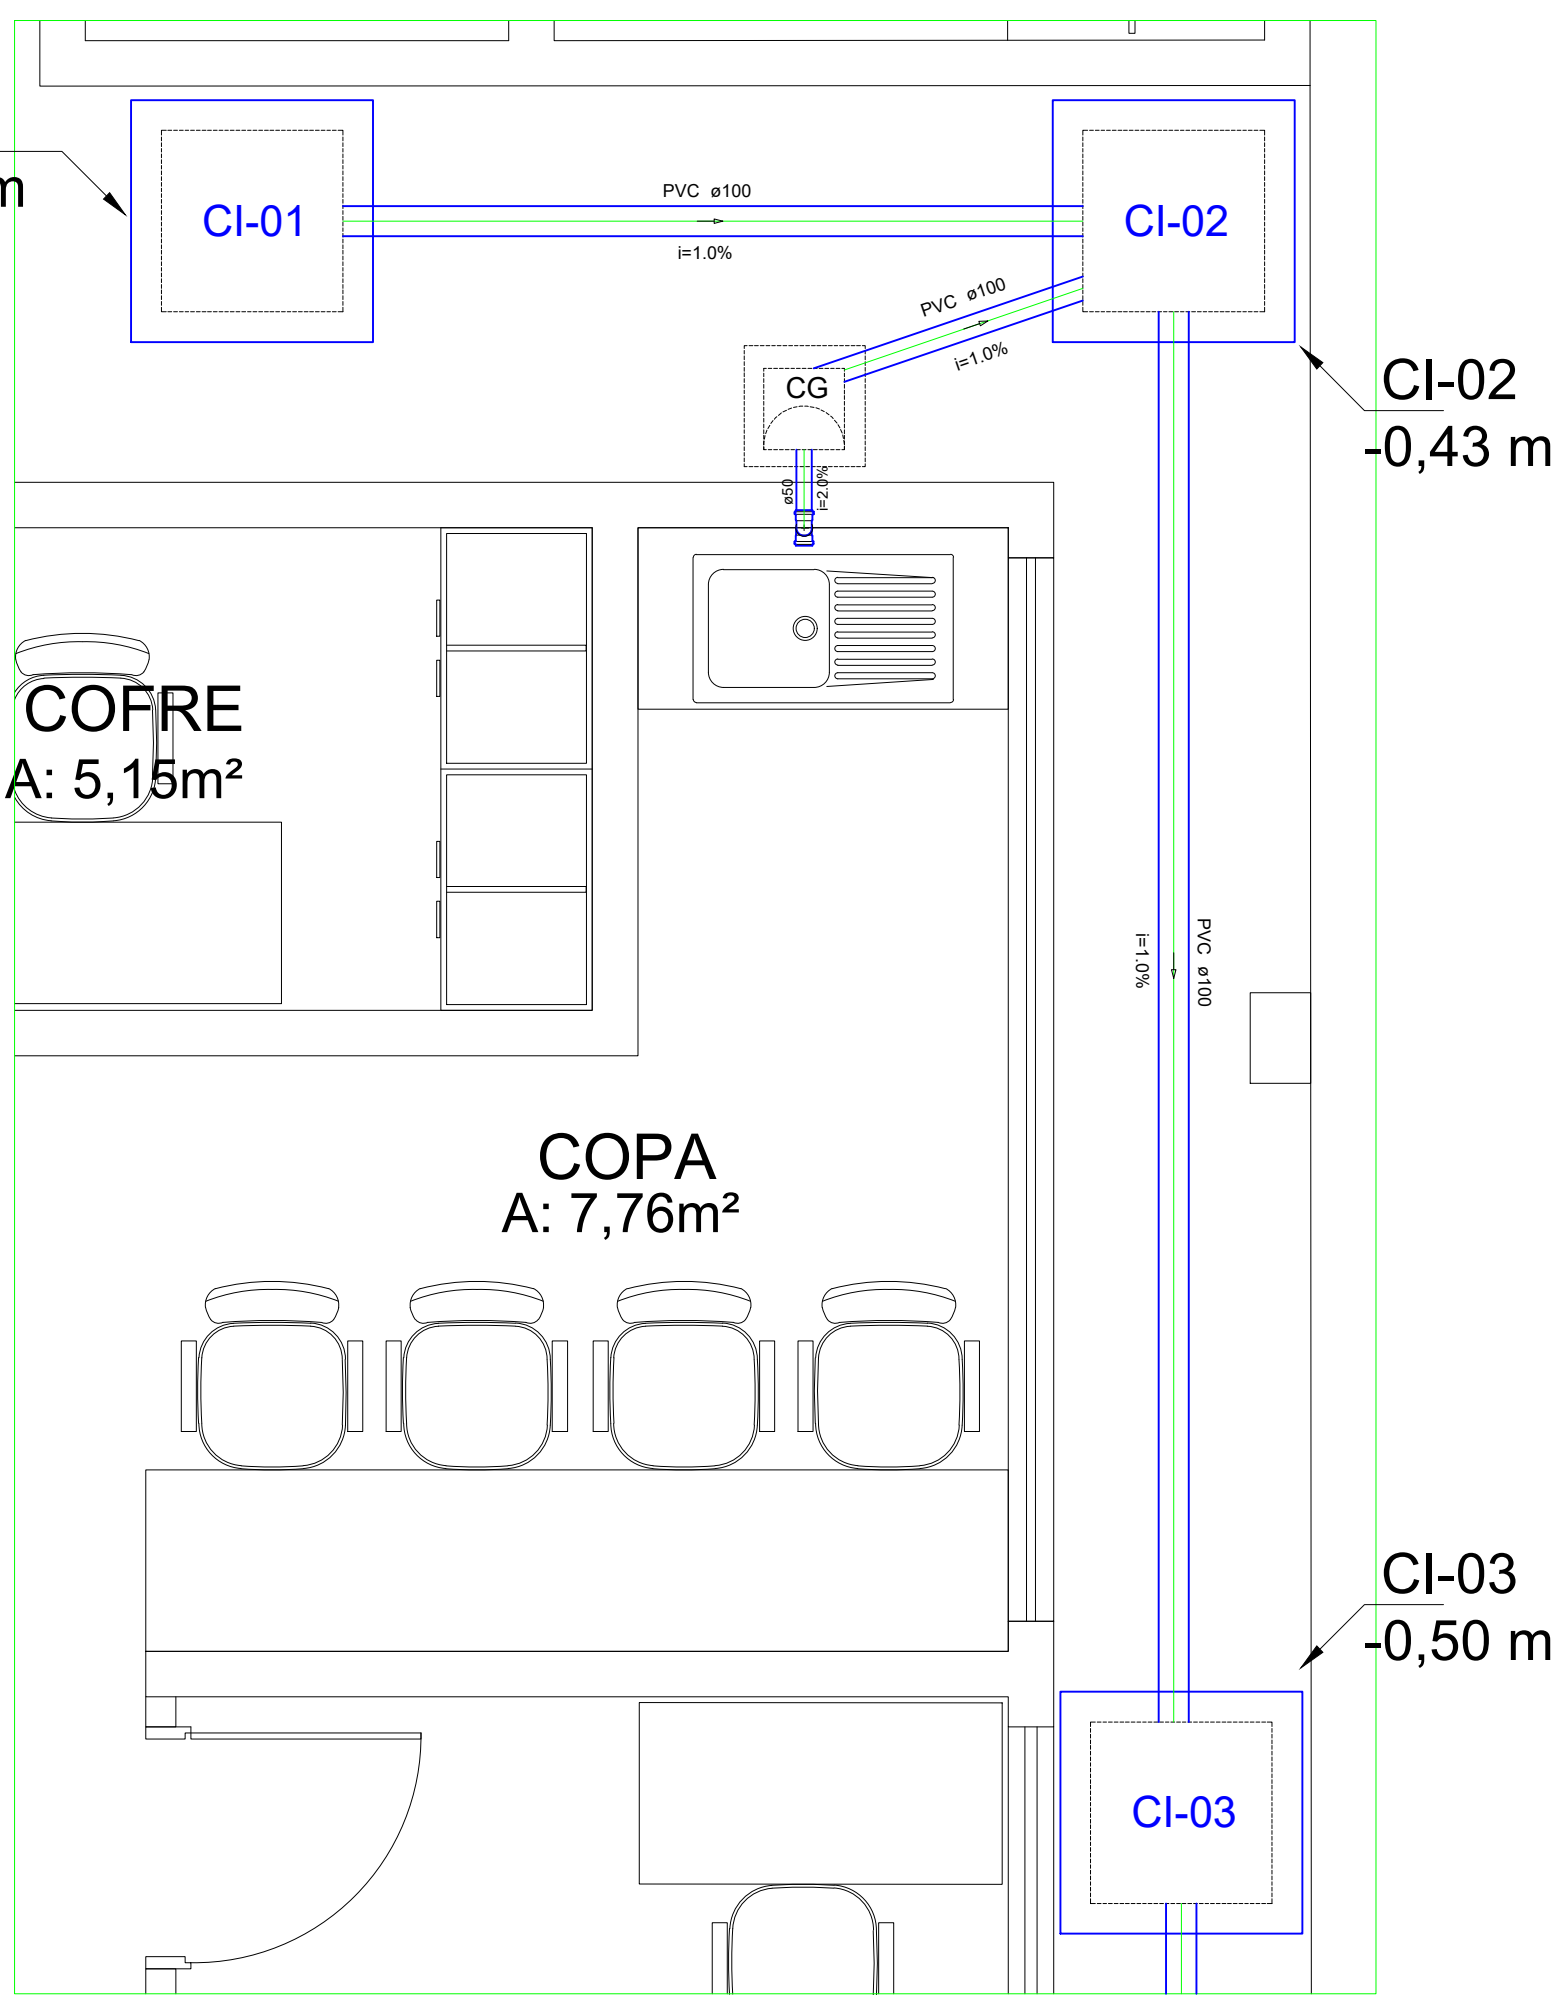 m
PVC ø100
CI-01
CI-02
i=1.0%
PVC ø100
i=1.0%
CG
CI-02
-0,43 m
ø50
i=2.0%
COFRE
A: 5,15m²
PVC ø100
i=1.0%
COPA
A: 7,76m²
CI-03
-0,50 m
CI-03